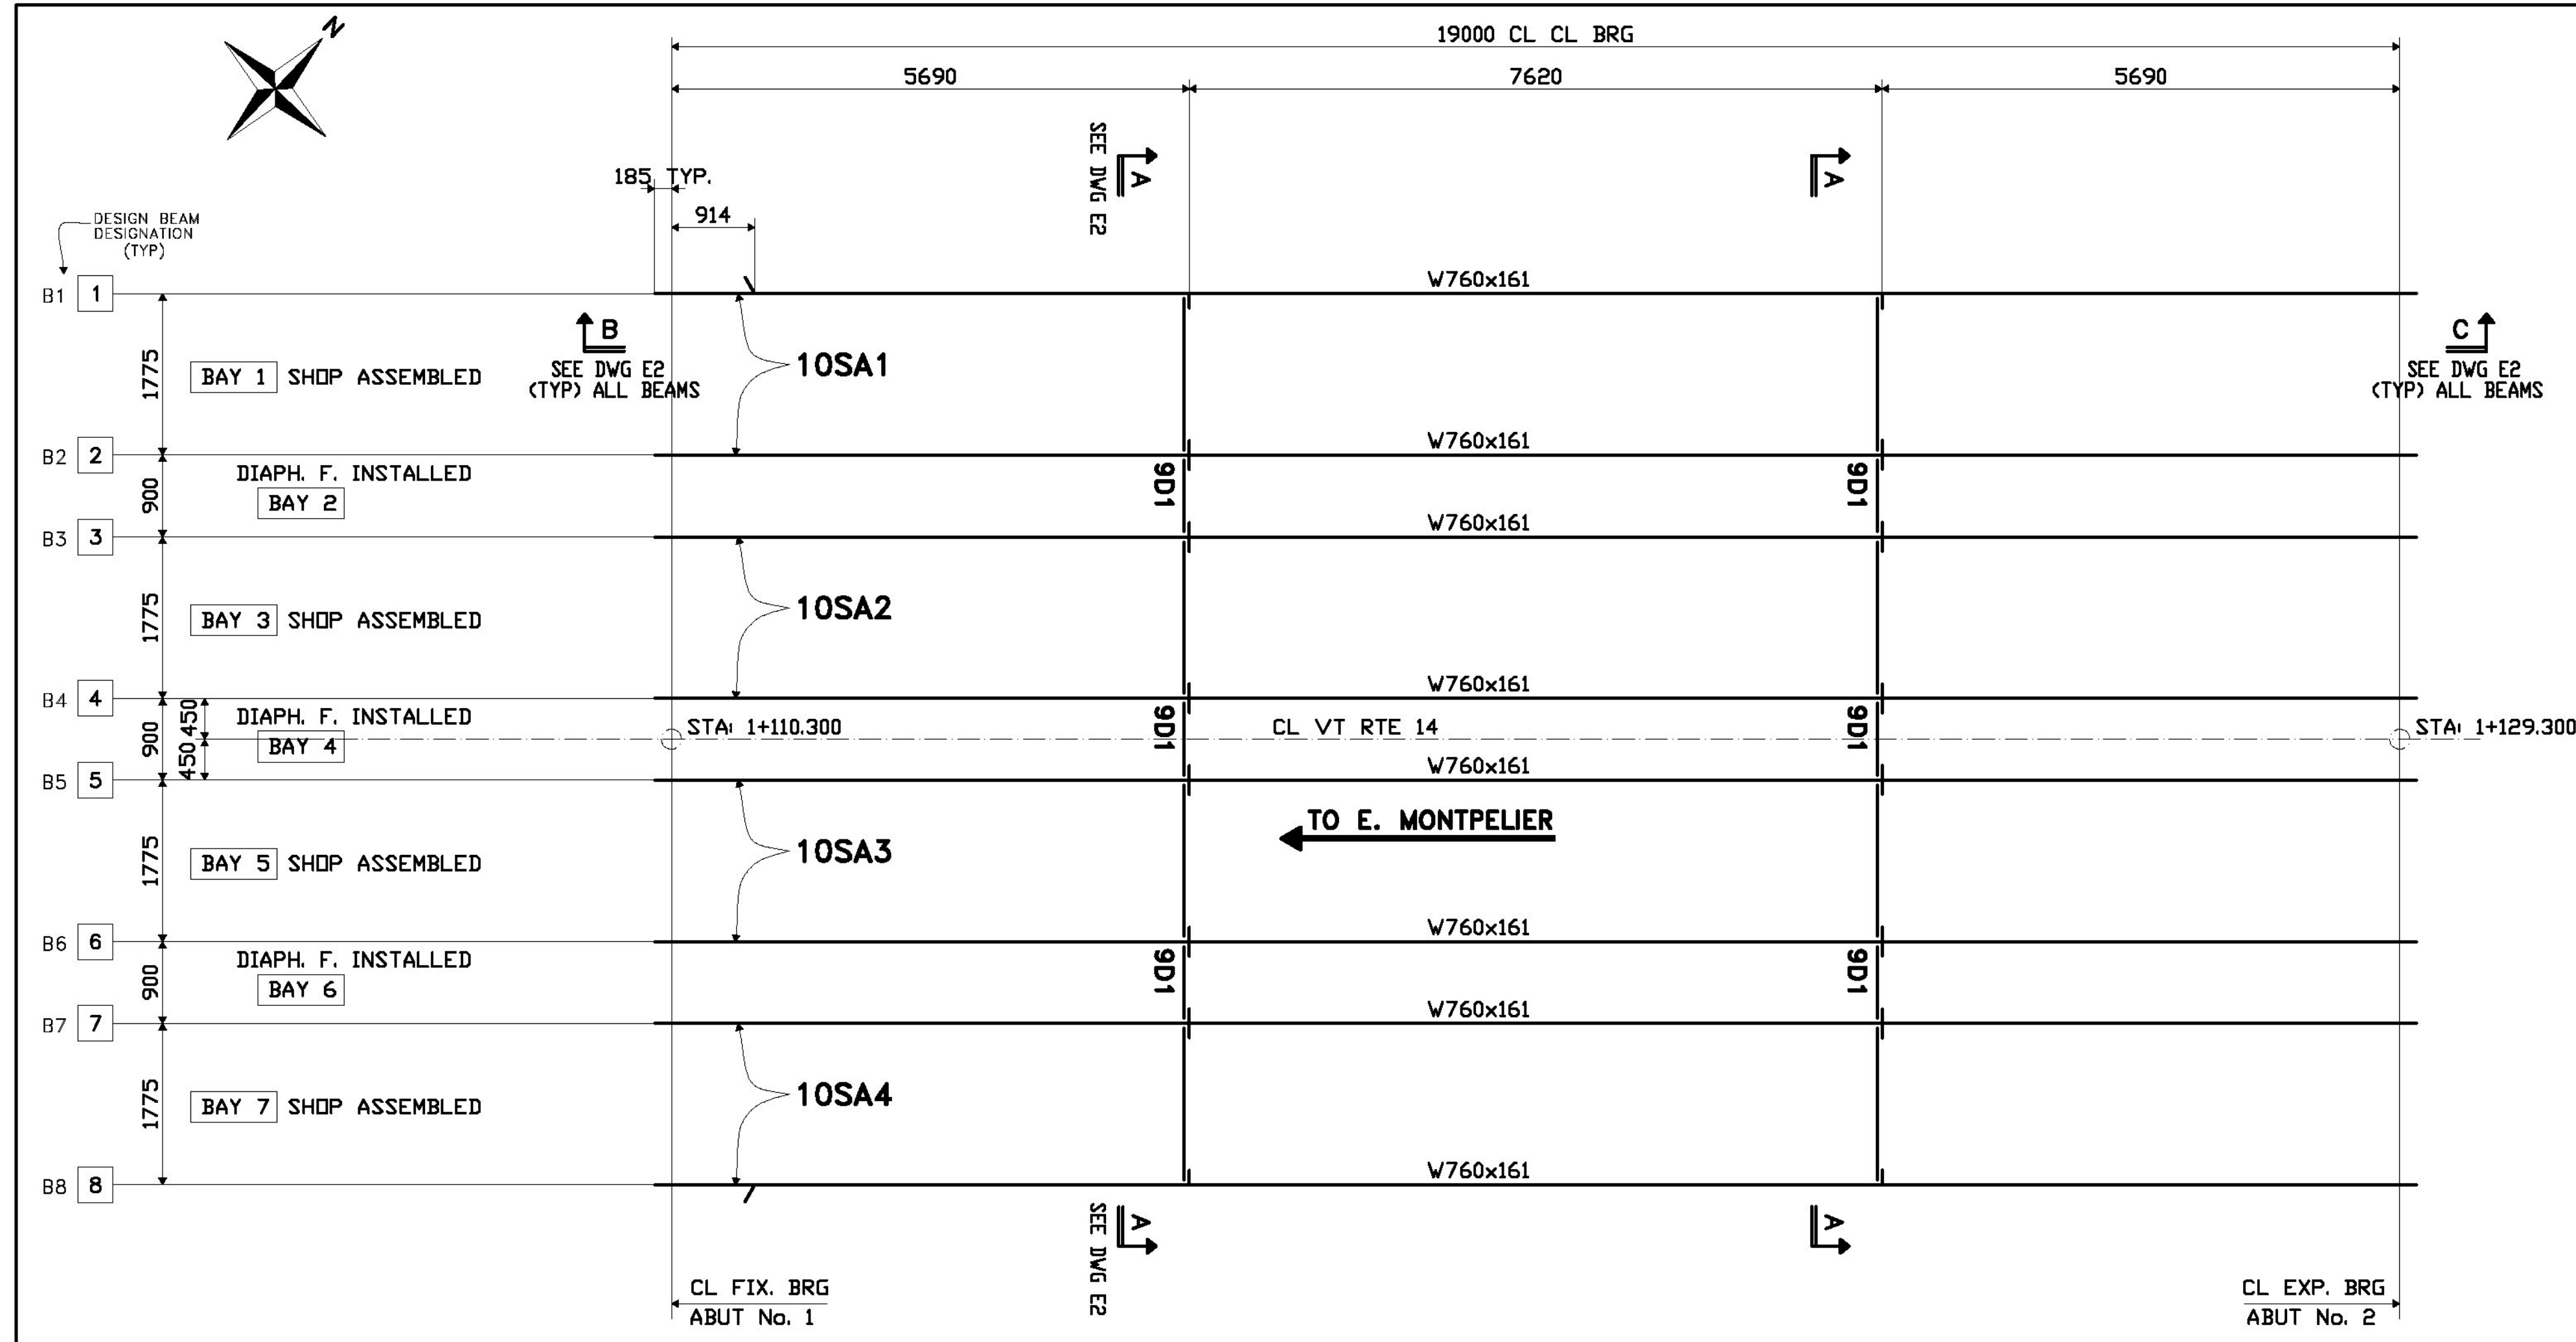 N
19000 CL CL BRG
5690
7620
5690
SEE DWG E2
A
A
185 TYP.
914
DESIGN BEAM
DESIGNATION
(TYP)
B1 1
W760x161
1775
BAY 1 SHOP ASSEMBLED
B
SEE DWG E2
(TYP) ALL BEAMS
10SA1
C
SEE DWG E2
(TYP) ALL BEAMS
B2 2
W760x161
900
DIAPH. F. INSTALLED
BAY 2
9D1
9D1
B3 3
W760x161
1775
BAY 3 SHOP ASSEMBLED
10SA2
B4 4
W760x161
900
450
450
DIAPH. F. INSTALLED
BAY 4
STA: 1+110.300
9D1
CL VT RTE 14
9D1
STA: 1+129.300
B5 5
W760x161
TO E. MONTPELIER
1775
BAY 5 SHOP ASSEMBLED
10SA3
B6 6
W760x161
900
DIAPH. F. INSTALLED
BAY 6
9D1
9D1
B7 7
W760x161
1775
BAY 7 SHOP ASSEMBLED
10SA4
B8 8
W760x161
SEE DWG E2
A
A
CL FIX. BRG
ABUT No. 1
CL EXP. BRG
ABUT No. 2